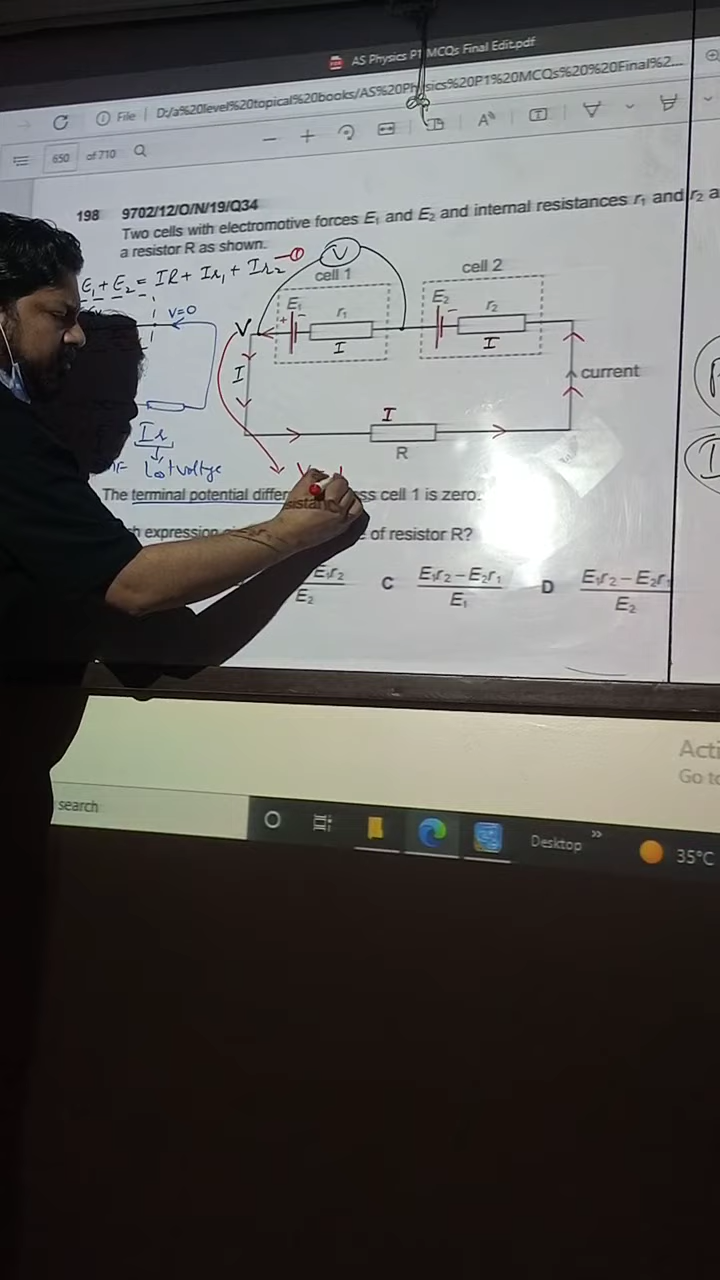 AS Physics P1 MCQs Final Edit.pdf
File | D:/a%20level%20topical%20books/AS%20Physics%20P1%20MCQs%20%20Final%2...
650 of 710
198 9702/12/O/N/19/Q34
Two cells with electromotive forces E₁ and E₂ and internal resistances r₁ and r₂ a
a resistor R as shown.
E₁ + E₂ = IR + Ir₁ + Ir₂ —①
V
cell 1
cell 2
E₁
r₁
E₂
r₂
+
-
-
V=0
V
I
I
I
current
I
R
Ir
Lost voltage
The terminal potential differ ss cell 1 is zero.
expression of resistor R?
E₁r₂
E₂
C E₁r₂ – E₂r₁
E₁
D E₁r₂ – E₂r₁
E₂
Acti
Go to
search
Desktop
35°C